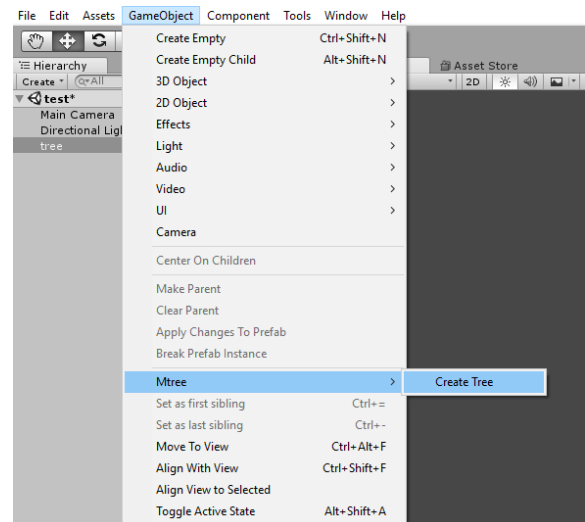 File Edit Assets GameObject Component Tools Window Help
Hierarchy
Asset Store
Create All
2D
test*
Main Camera
Directional Ligh
tree
Create Empty Ctrl+Shift+N
Create Empty Child Alt+Shift+N
3D Object >
2D Object >
Effects >
Light >
Audio >
Video >
UI >
Camera
Center On Children
Make Parent
Clear Parent
Apply Changes To Prefab
Break Prefab Instance
Mtree >
Create Tree
Set as first sibling Ctrl+=
Set as last sibling Ctrl+-
Move To View Ctrl+Alt+F
Align With View Ctrl+Shift+F
Align View to Selected
Toggle Active State Alt+Shift+A